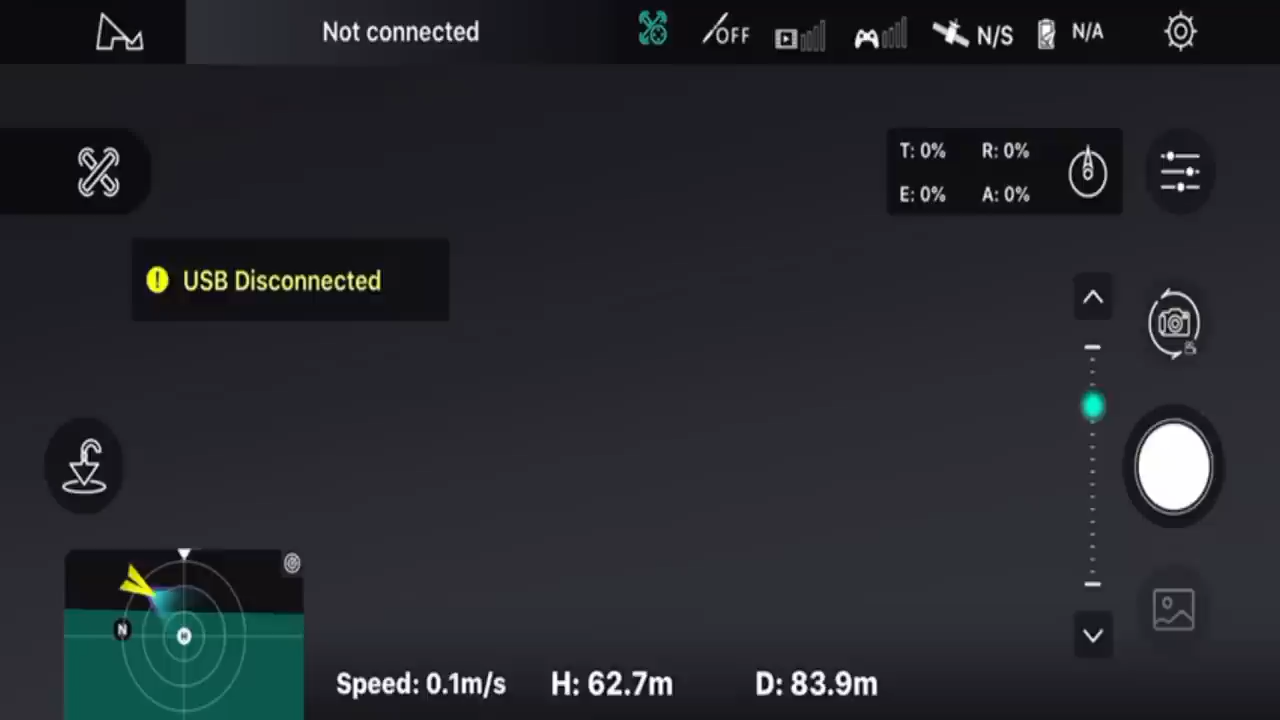 Not connected
OFF
N/S
N/A
T: 0% R: 0%
E: 0% A: 0%
USB Disconnected
N
H
Speed: 0.1m/s H: 62.7m D: 83.9m